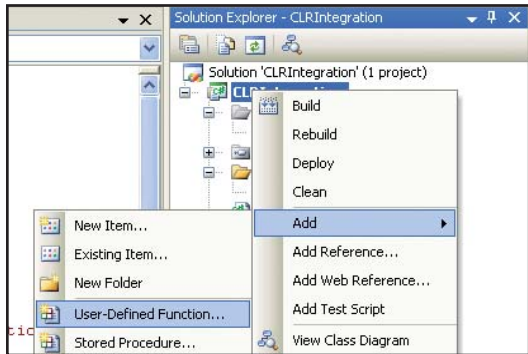 Solution Explorer - CLRIntegration
Solution 'CLRIntegration' (1 project)
Build
Rebuild
Deploy
Clean
Add
Add Reference...
Add Web Reference...
Add Test Script
View Class Diagram
New Item...
Existing Item...
New Folder
User-Defined Function...
Stored Procedure...